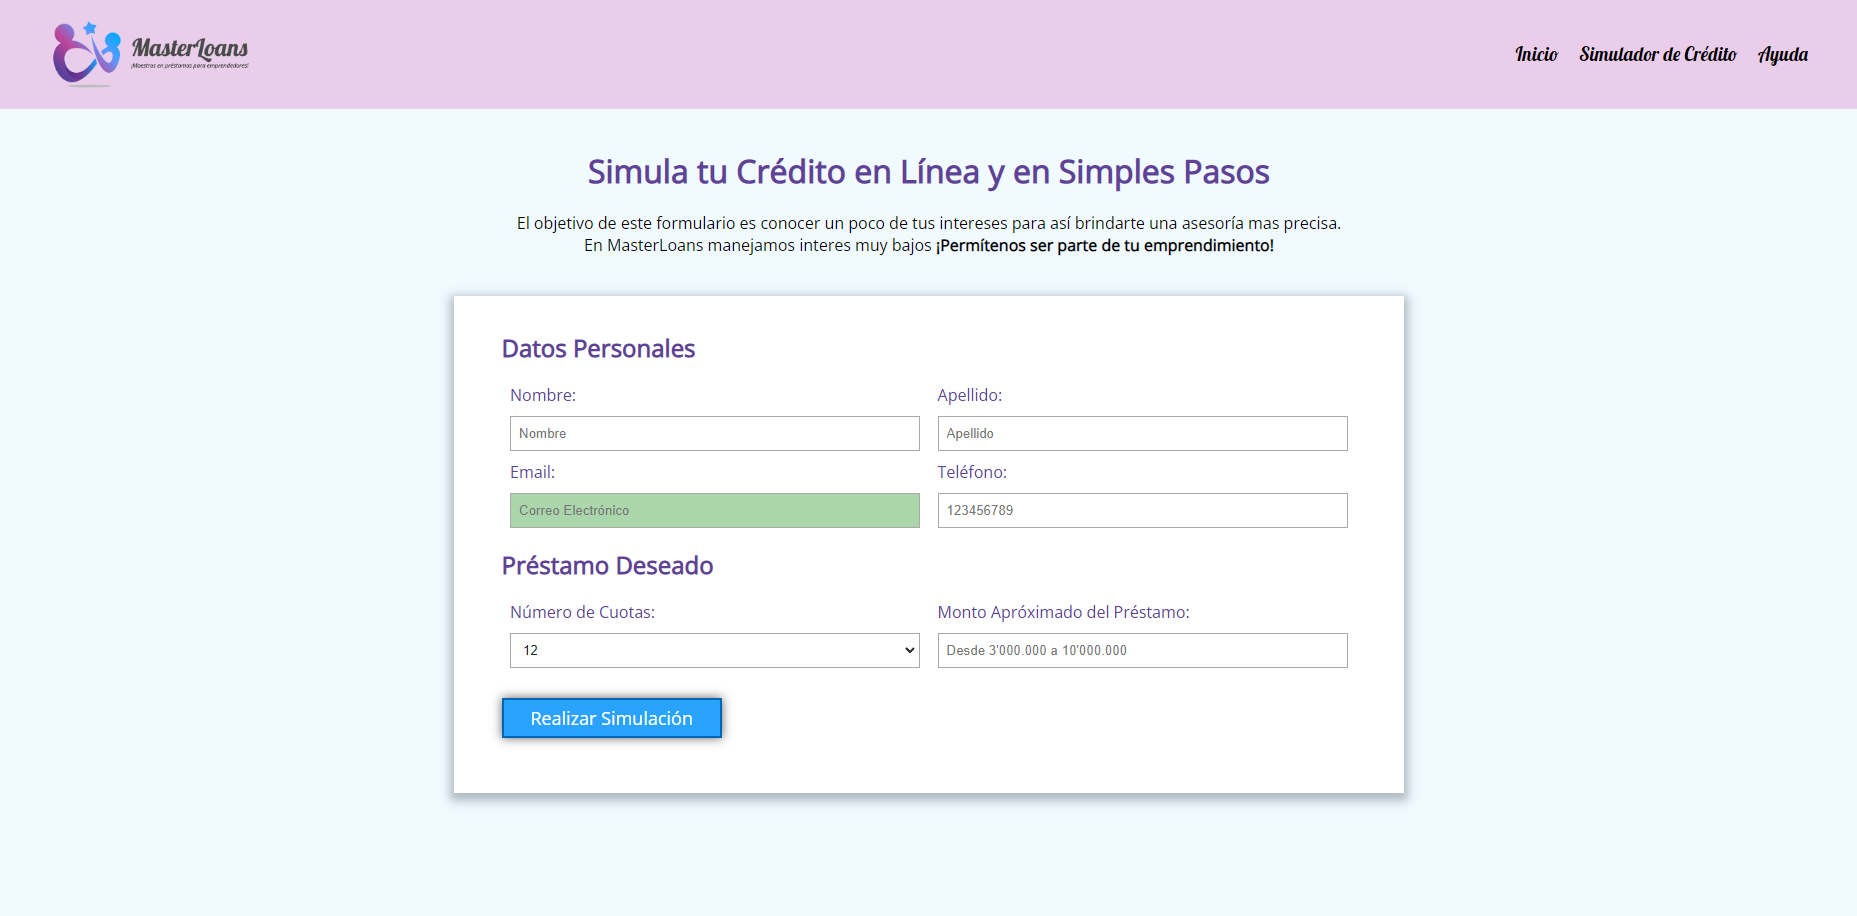 MasterLoans
¡Maestros en préstamos para emprendedores!
Inicio Simulador de Crédito Ayuda
Simula tu Crédito en Línea y en Simples Pasos
El objetivo de este formulario es conocer un poco de tus intereses para así brindarte una asesoría mas precisa.
En MasterLoans manejamos interes muy bajos ¡Permítenos ser parte de tu emprendimiento!
Datos Personales
Nombre: Apellido:
Nombre Apellido
Email: Teléfono:
Correo Electrónico 123456789
Préstamo Deseado
Número de Cuotas: Monto Apróximado del Préstamo:
12 Desde 3'000.000 a 10'000.000
Realizar Simulación